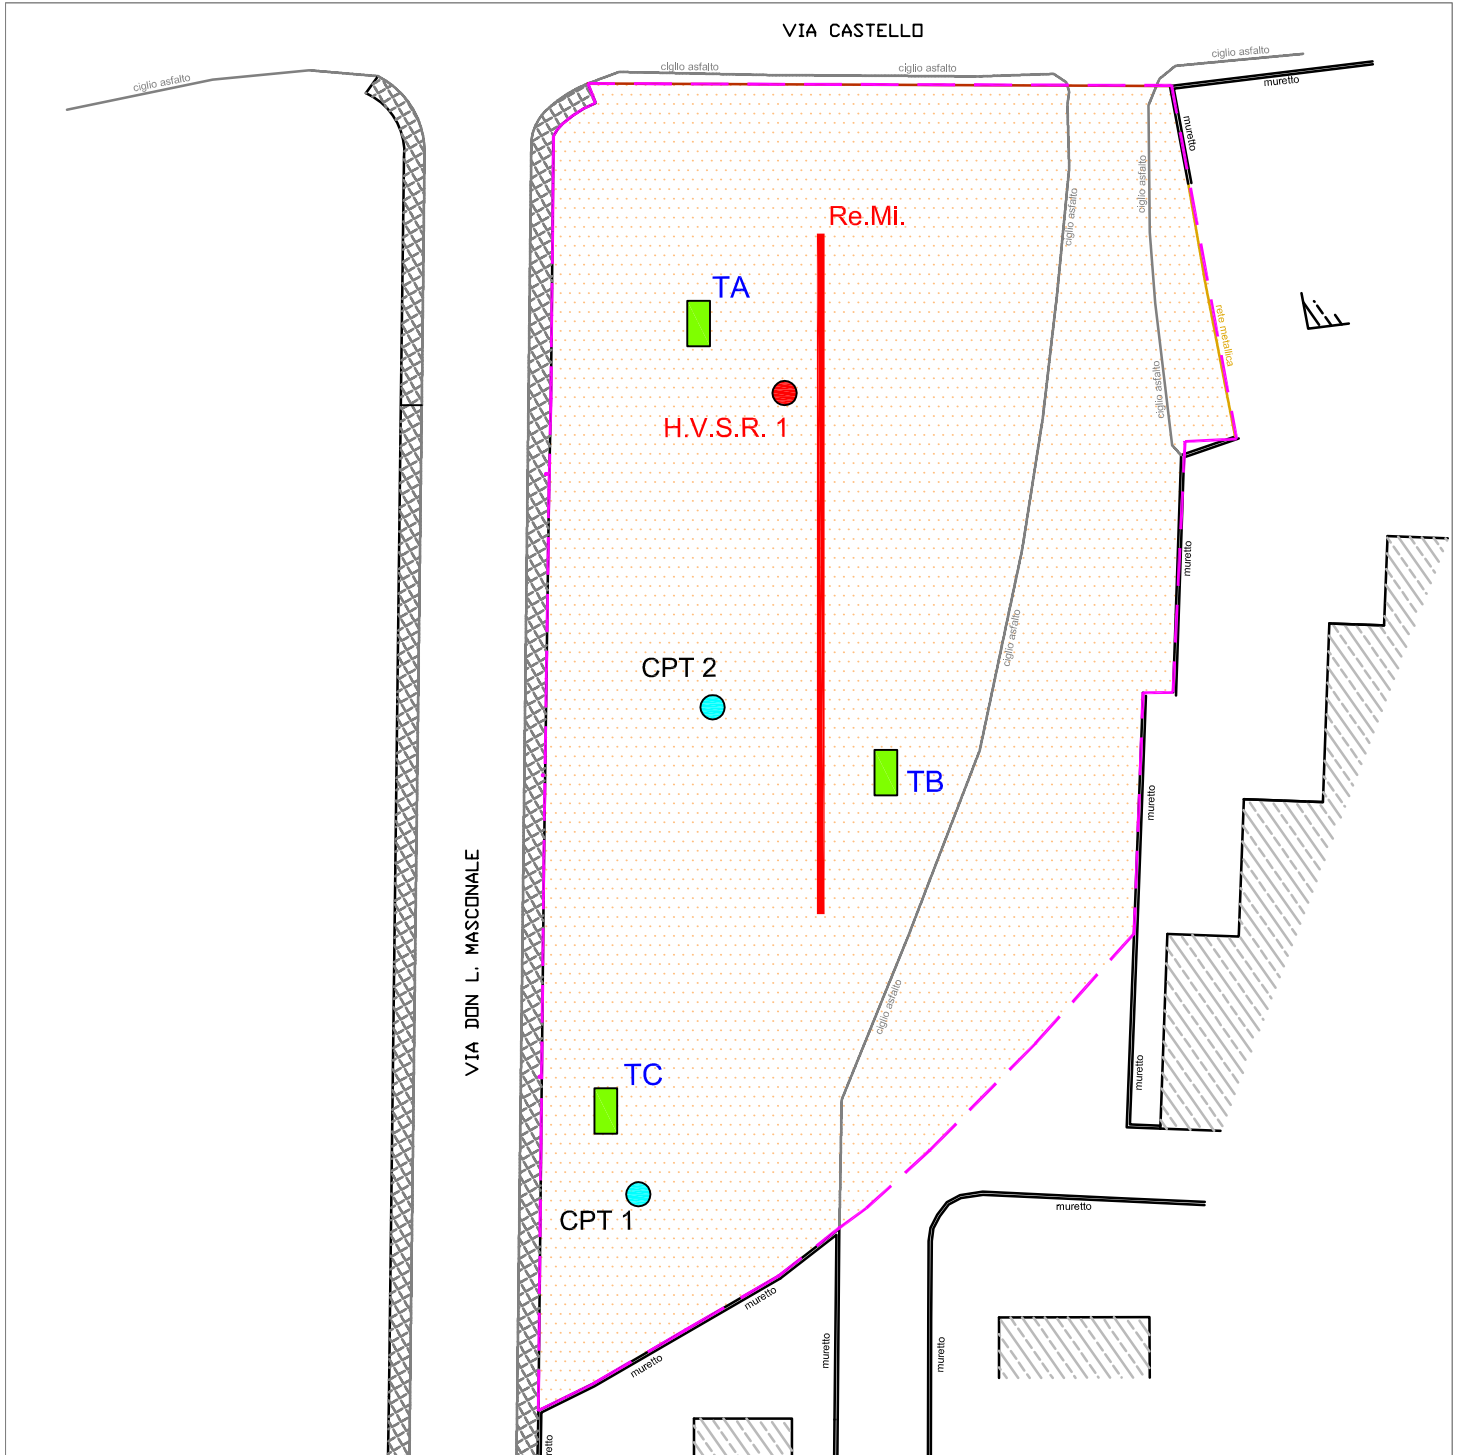 VIA CASTELLO
ciglio asfalto
ciglio asfalto
ciglio asfalto
ciglio asfalto
muretto
muretto
ciglio asfalto
ciglio asfalto
Re.Mi.
TA
rete metallica
ciglio asfalto
H.V.S.R. 1
muretto
ciglio asfalto
CPT 2
TB
muretto
VIA DON L. MASCONALE
ciglio asfalto
muretto
TC
CPT 1
muretto
muretto
muretto
muretto
muretto
retto